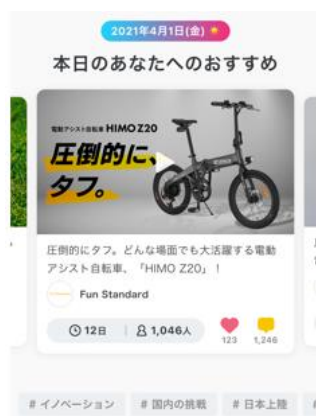 2021年4月1日(金)
本日のあなたへのおすすめ
電動アシスト自転車 HIMO Z20
圧倒的に、
タフ。
圧倒的にタフ。どんな場面でも大活躍する電動
アシスト自転車、「HIMO Z20」！
Fun Standard
12日
1,046人
123
1,246
# イノベーション
# 国内の挑戦
# 日本上陸